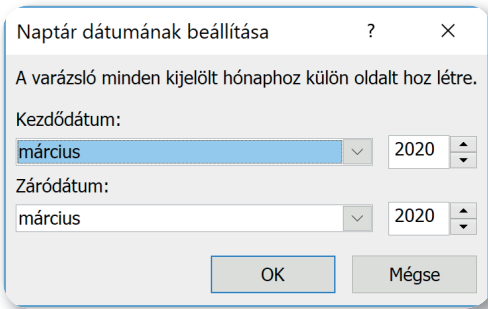 Naptár dátumának beállítása ?
A varázsló minden kijelölt hónaphoz külön oldalt hoz létre.
Kezdődátum:
március 2020
Záródátum:
március 2020
OK Mégse